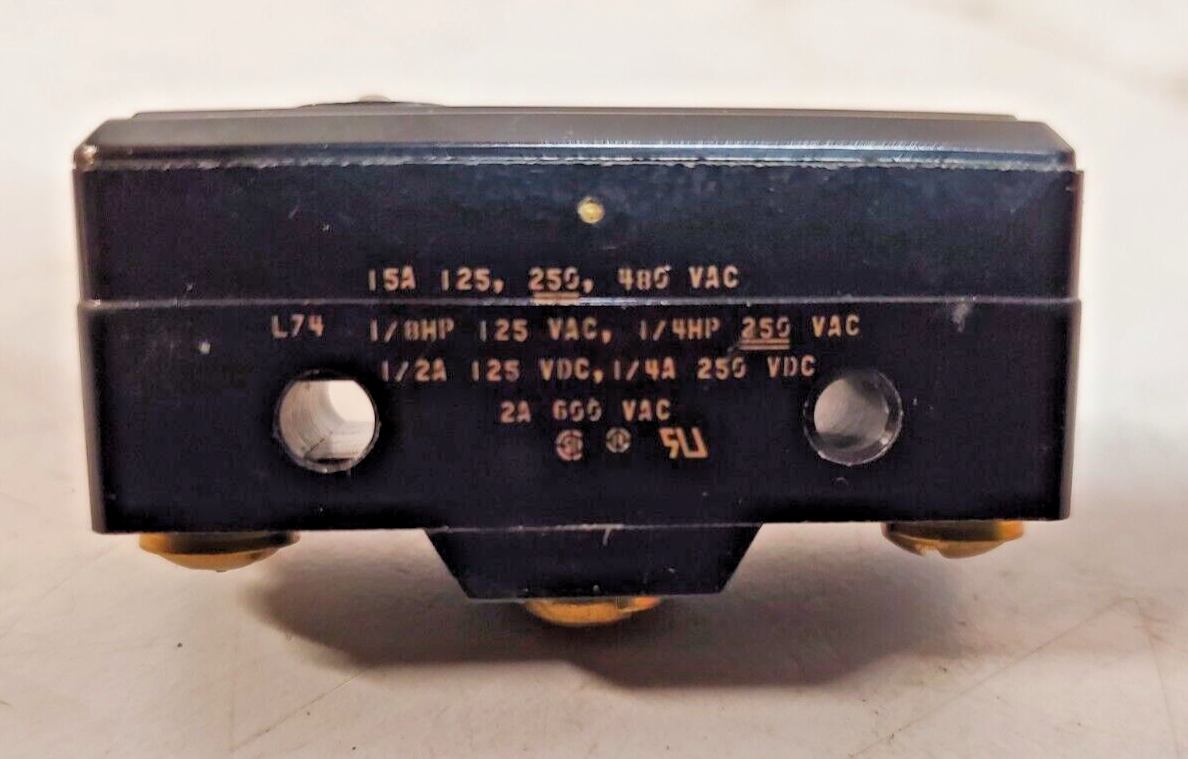 15A 125, 250, 480 VAC
L74 1/8HP 125 VAC, 1/4HP 250 VAC
1/2A 125 VDC, 1/4A 250 VDC
2A 600 VAC